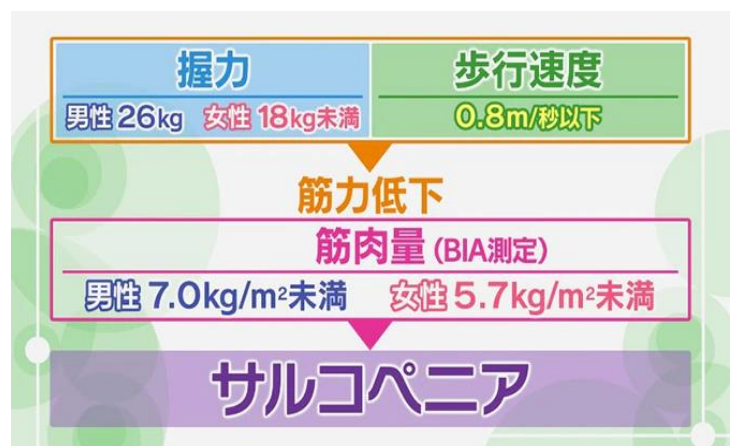 握力
男性 26kg 女性 18kg未満
歩行速度
0.8m/秒以下
筋力低下
筋肉量 (BIA測定)
男性 7.0kg/m²未満 女性 5.7kg/m²未満
サルコペニア